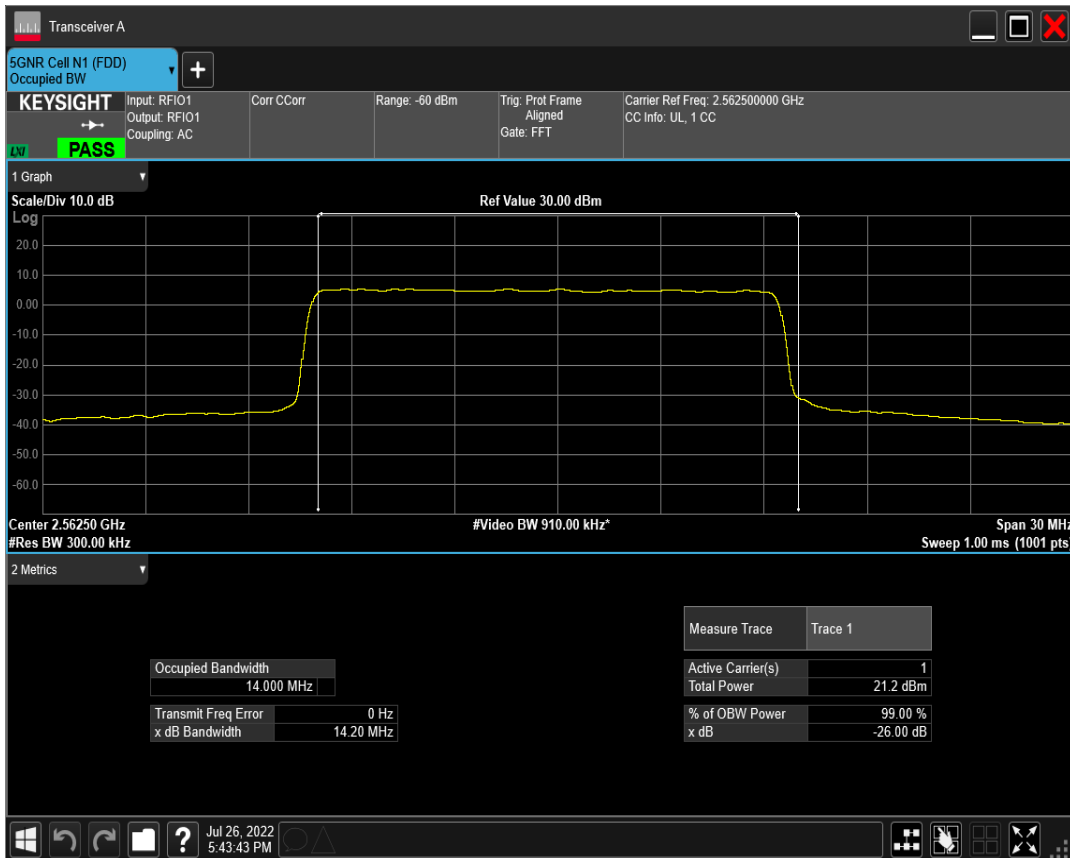 Transceiver A
5GNR Cell N1 (FDD)
Occupied BW
+
KEYSIGHT
LXI
PASS
Input: RFIO1
Output: RFIO1
Coupling: AC
Corr CCorr
Range: -60 dBm
Trig: Prot Frame
Aligned
Gate: FFT
Carrier Ref Freq: 2.562500000 GHz
CC Info: UL, 1 CC
1 Graph
Scale/Div 10.0 dB
Ref Value 30.00 dBm
Log
20.0
10.0
0.00
-10.0
-20.0
-30.0
-40.0
-50.0
-60.0
Center 2.56250 GHz
#Video BW 910.00 kHz*
Span 30 MHz
#Res BW 300.00 kHz
Sweep 1.00 ms (1001 pts)
2 Metrics
Measure Trace Trace 1
Occupied Bandwidth
14.000 MHz
Active Carrier(s) 1
Total Power 21.2 dBm
Transmit Freq Error 0 Hz
x dB Bandwidth 14.20 MHz
% of OBW Power 99.00 %
x dB -26.00 dB
?
Jul 26, 2022
5:43:43 PM